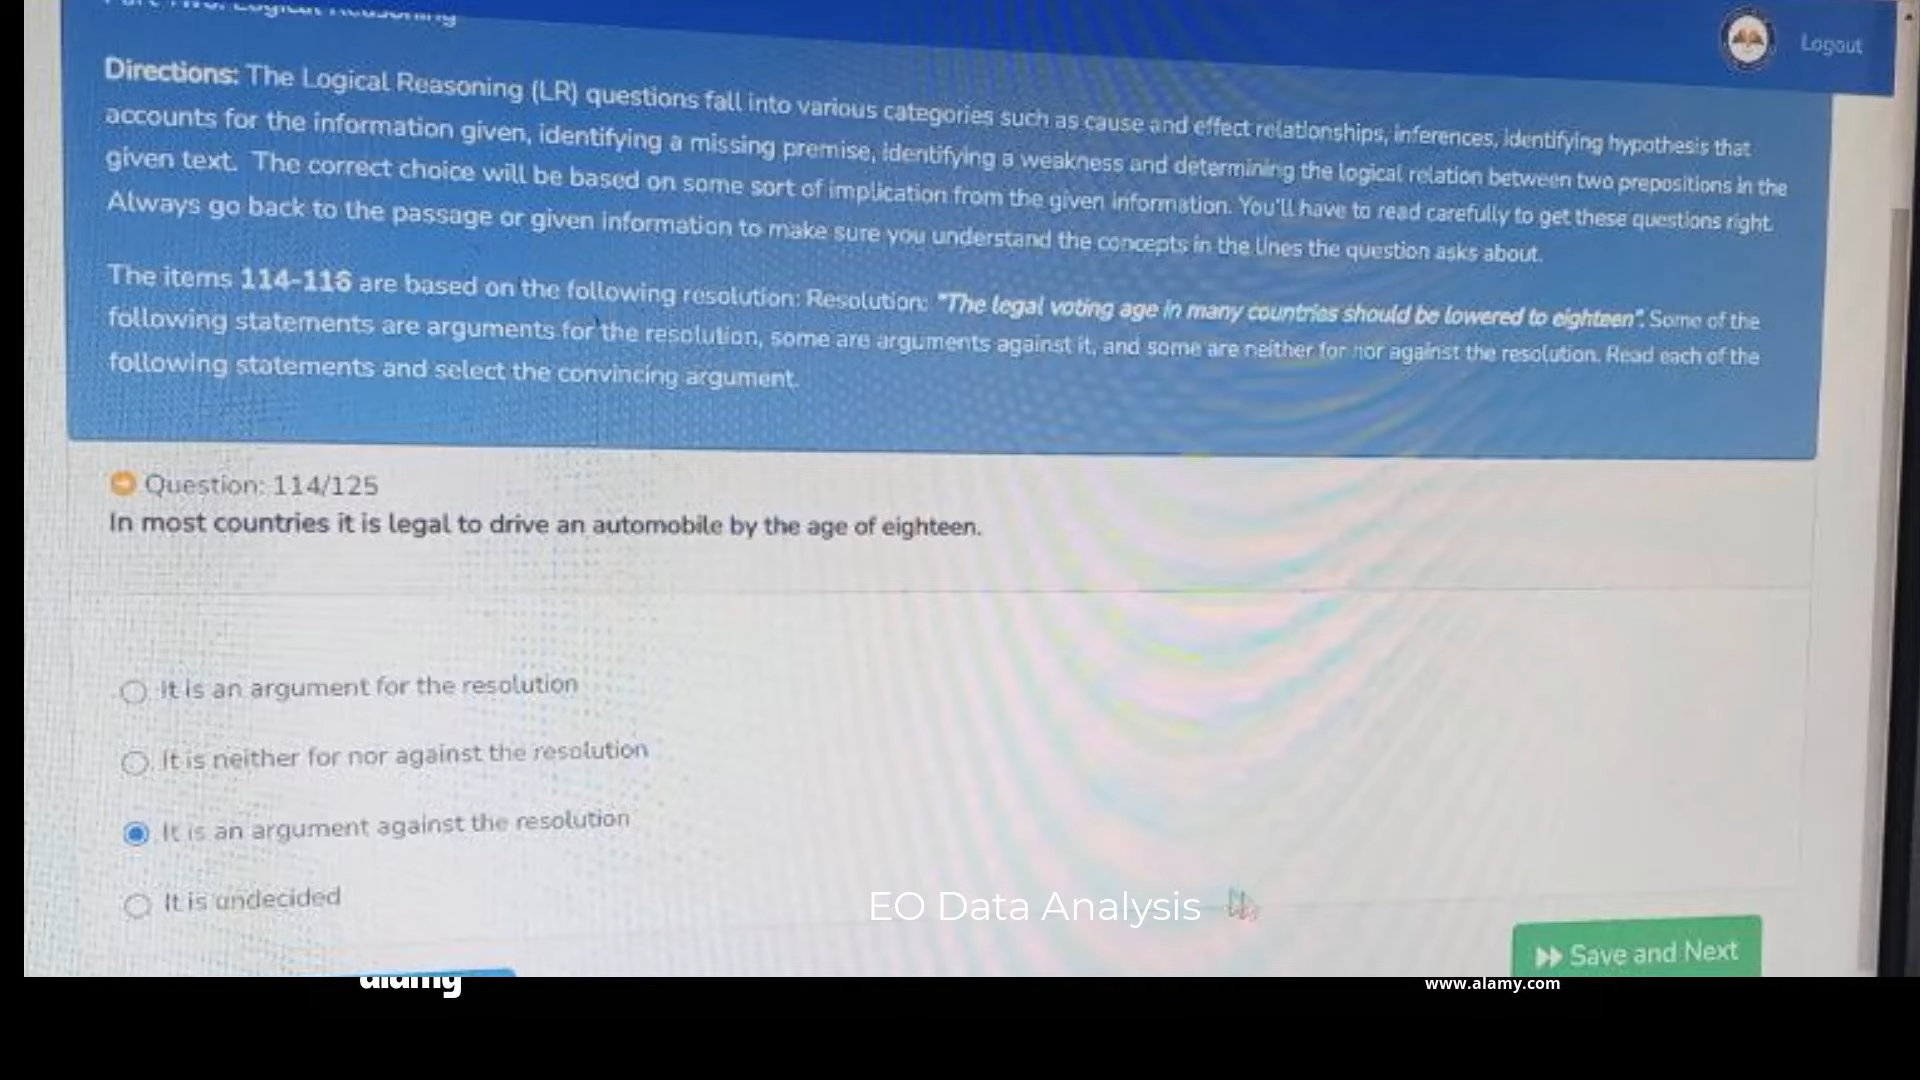 Part Two: Logical Reasoning
Logout
Directions: The Logical Reasoning (LR) questions fall into various categories such as cause and effect relationships, inferences, identifying hypothesis that
accounts for the information given, identifying a missing premise, identifying a weakness and determining the logical relation between two prepositions in the
given text. The correct choice will be based on some sort of implication from the given information. You'll have to read carefully to get these questions right.
Always go back to the passage or given information to make sure you understand the concepts in the lines the question asks about.
The items 114-116 are based on the following resolution: Resolution: "The legal voting age in many countries should be lowered to eighteen". Some of the
following statements are arguments for the resolution, some are arguments against it, and some are neither for nor against the resolution. Read each of the
following statements and select the convincing argument.
Question: 114/125
In most countries it is legal to drive an automobile by the age of eighteen.
It is an argument for the resolution
It is neither for nor against the resolution
It is an argument against the resolution
It is undecided
EO Data Analysis
Save and Next
alamy
www.alamy.com